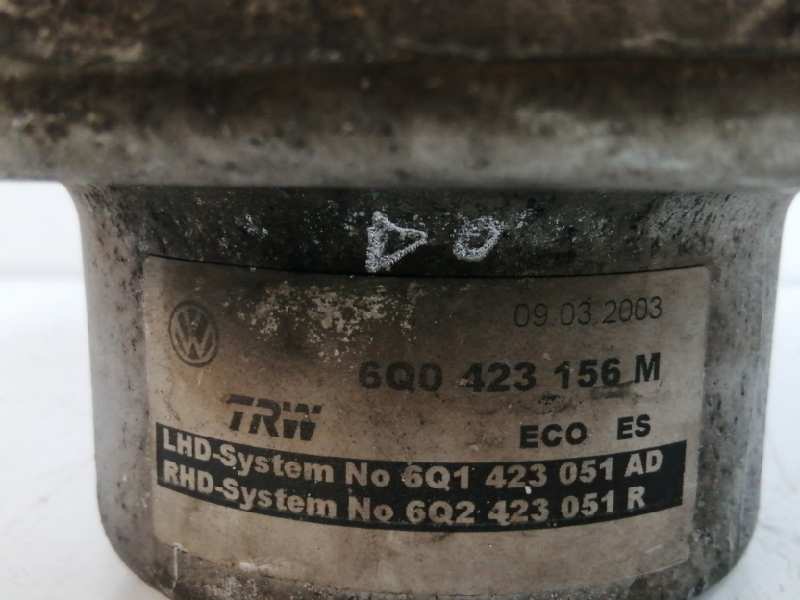 09.03.2003
6Q0 423 156 M
TRW
ECO ES
LHD-System No 6Q1 423 051 AD
RHD-System No 6Q2 423 051 R